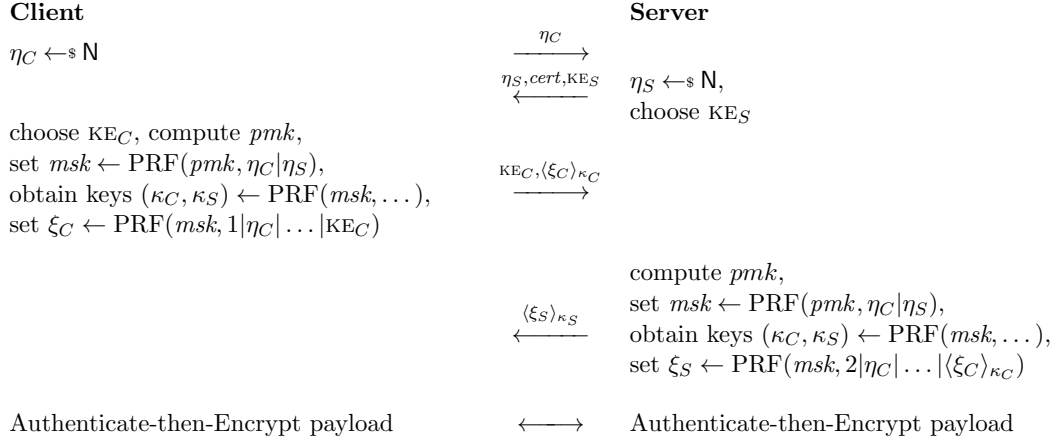 Client Server
η_C ←$ N η_C
η_S, cert, KE_S η_S ←$ N,
choose KE_S
choose KE_C, compute pmk,
set msk ← PRF(pmk, η_C|η_S), KE_C, ⟨ξ_C⟩_κ_C
obtain keys (κ_C, κ_S) ← PRF(msk, ...),
set ξ_C ← PRF(msk, 1|η_C| ... |KE_C)
compute pmk,
⟨ξ_S⟩_κ_S set msk ← PRF(pmk, η_C|η_S),
obtain keys (κ_C, κ_S) ← PRF(msk, ...),
set ξ_S ← PRF(msk, 2|η_C| ... |⟨ξ_C⟩_κ_C)
Authenticate-then-Encrypt payload ↔ Authenticate-then-Encrypt payload